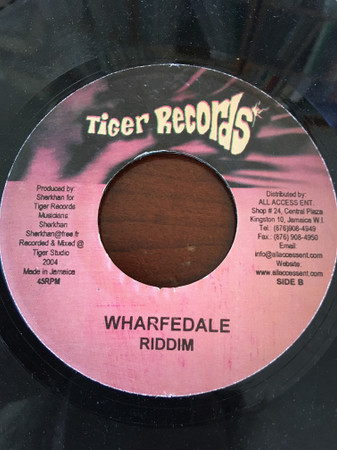 Tiger Records
Produced by
Sherkhan for
Tiger Records
Musicians
Sherkhan
Sherkhan@free.fr
Recorded & Mixed @
Tiger Studio
2004
Made in Jamaica
45RPM
Distributed by:
ALL ACCESS ENT.
Shop # 24, Central Plaza
Kingston 10, Jamaica W.I.
Tel: (876)908-4949
Fax.: (876) 908-4950
Email:
info@allaccessent.com
Website:
www.allaccessent.com
SIDE B
WHARFEDALE
RIDDIM